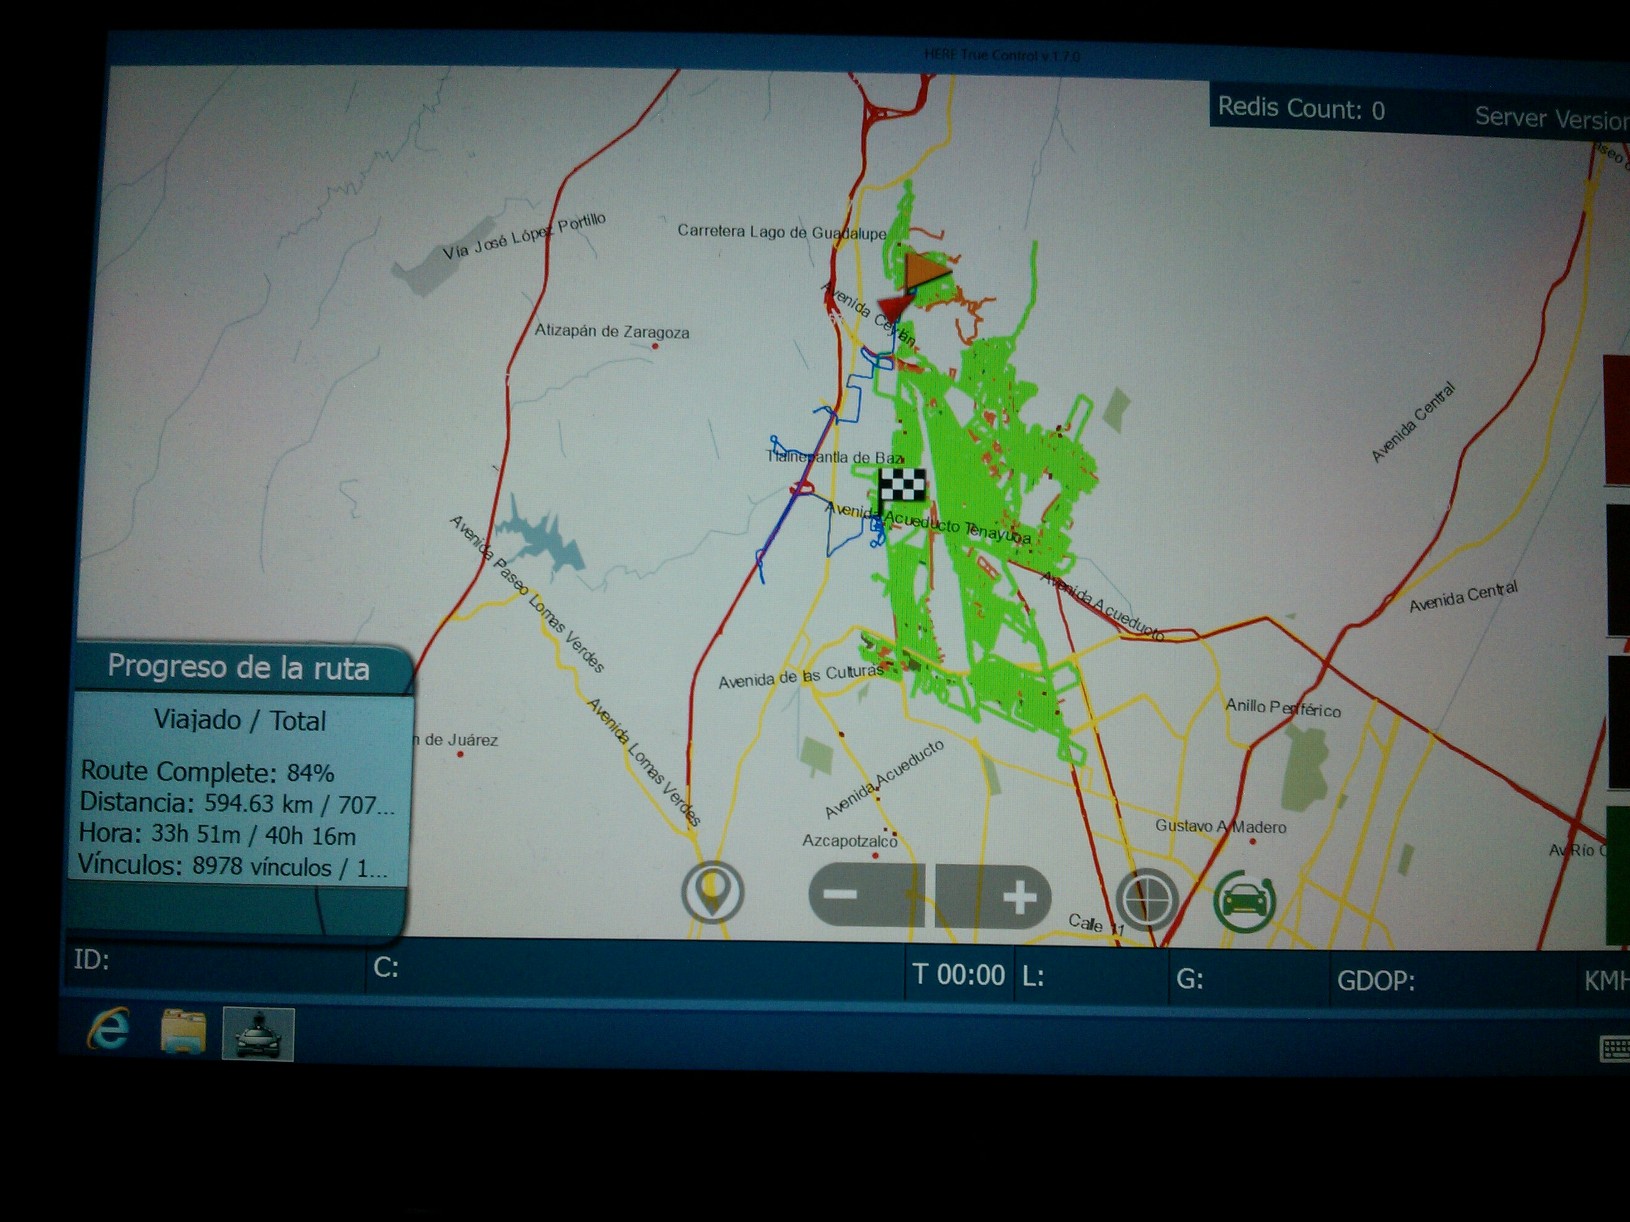 HERE True Control v.1.7.0
Redis Count: 0
Server Version
Vía José López Portillo
Carretera Lago de Guadalupe
Avenida Ceylán
Atizapán de Zaragoza
Avenida Central
Tlalnepantla de Baz
Avenida Acueducto Tenayuca
Avenida Paseo Lomas Verdes
Avenida Acueducto
Avenida Central
Progreso de la ruta
Viajado / Total
Route Complete: 84%
Distancia: 594.63 km / 707...
Hora: 33h 51m / 40h 16m
Vínculos: 8978 vínculos / 1...
n de Juárez
Avenida de las Culturas
Avenida Lomas Verdes
Anillo Periférico
Avenida Acueducto
Azcapotzalco
Gustavo A Madero
Av Río
Calle 11
ID:
C:
T 00:00
L:
G:
GDOP:
KMH